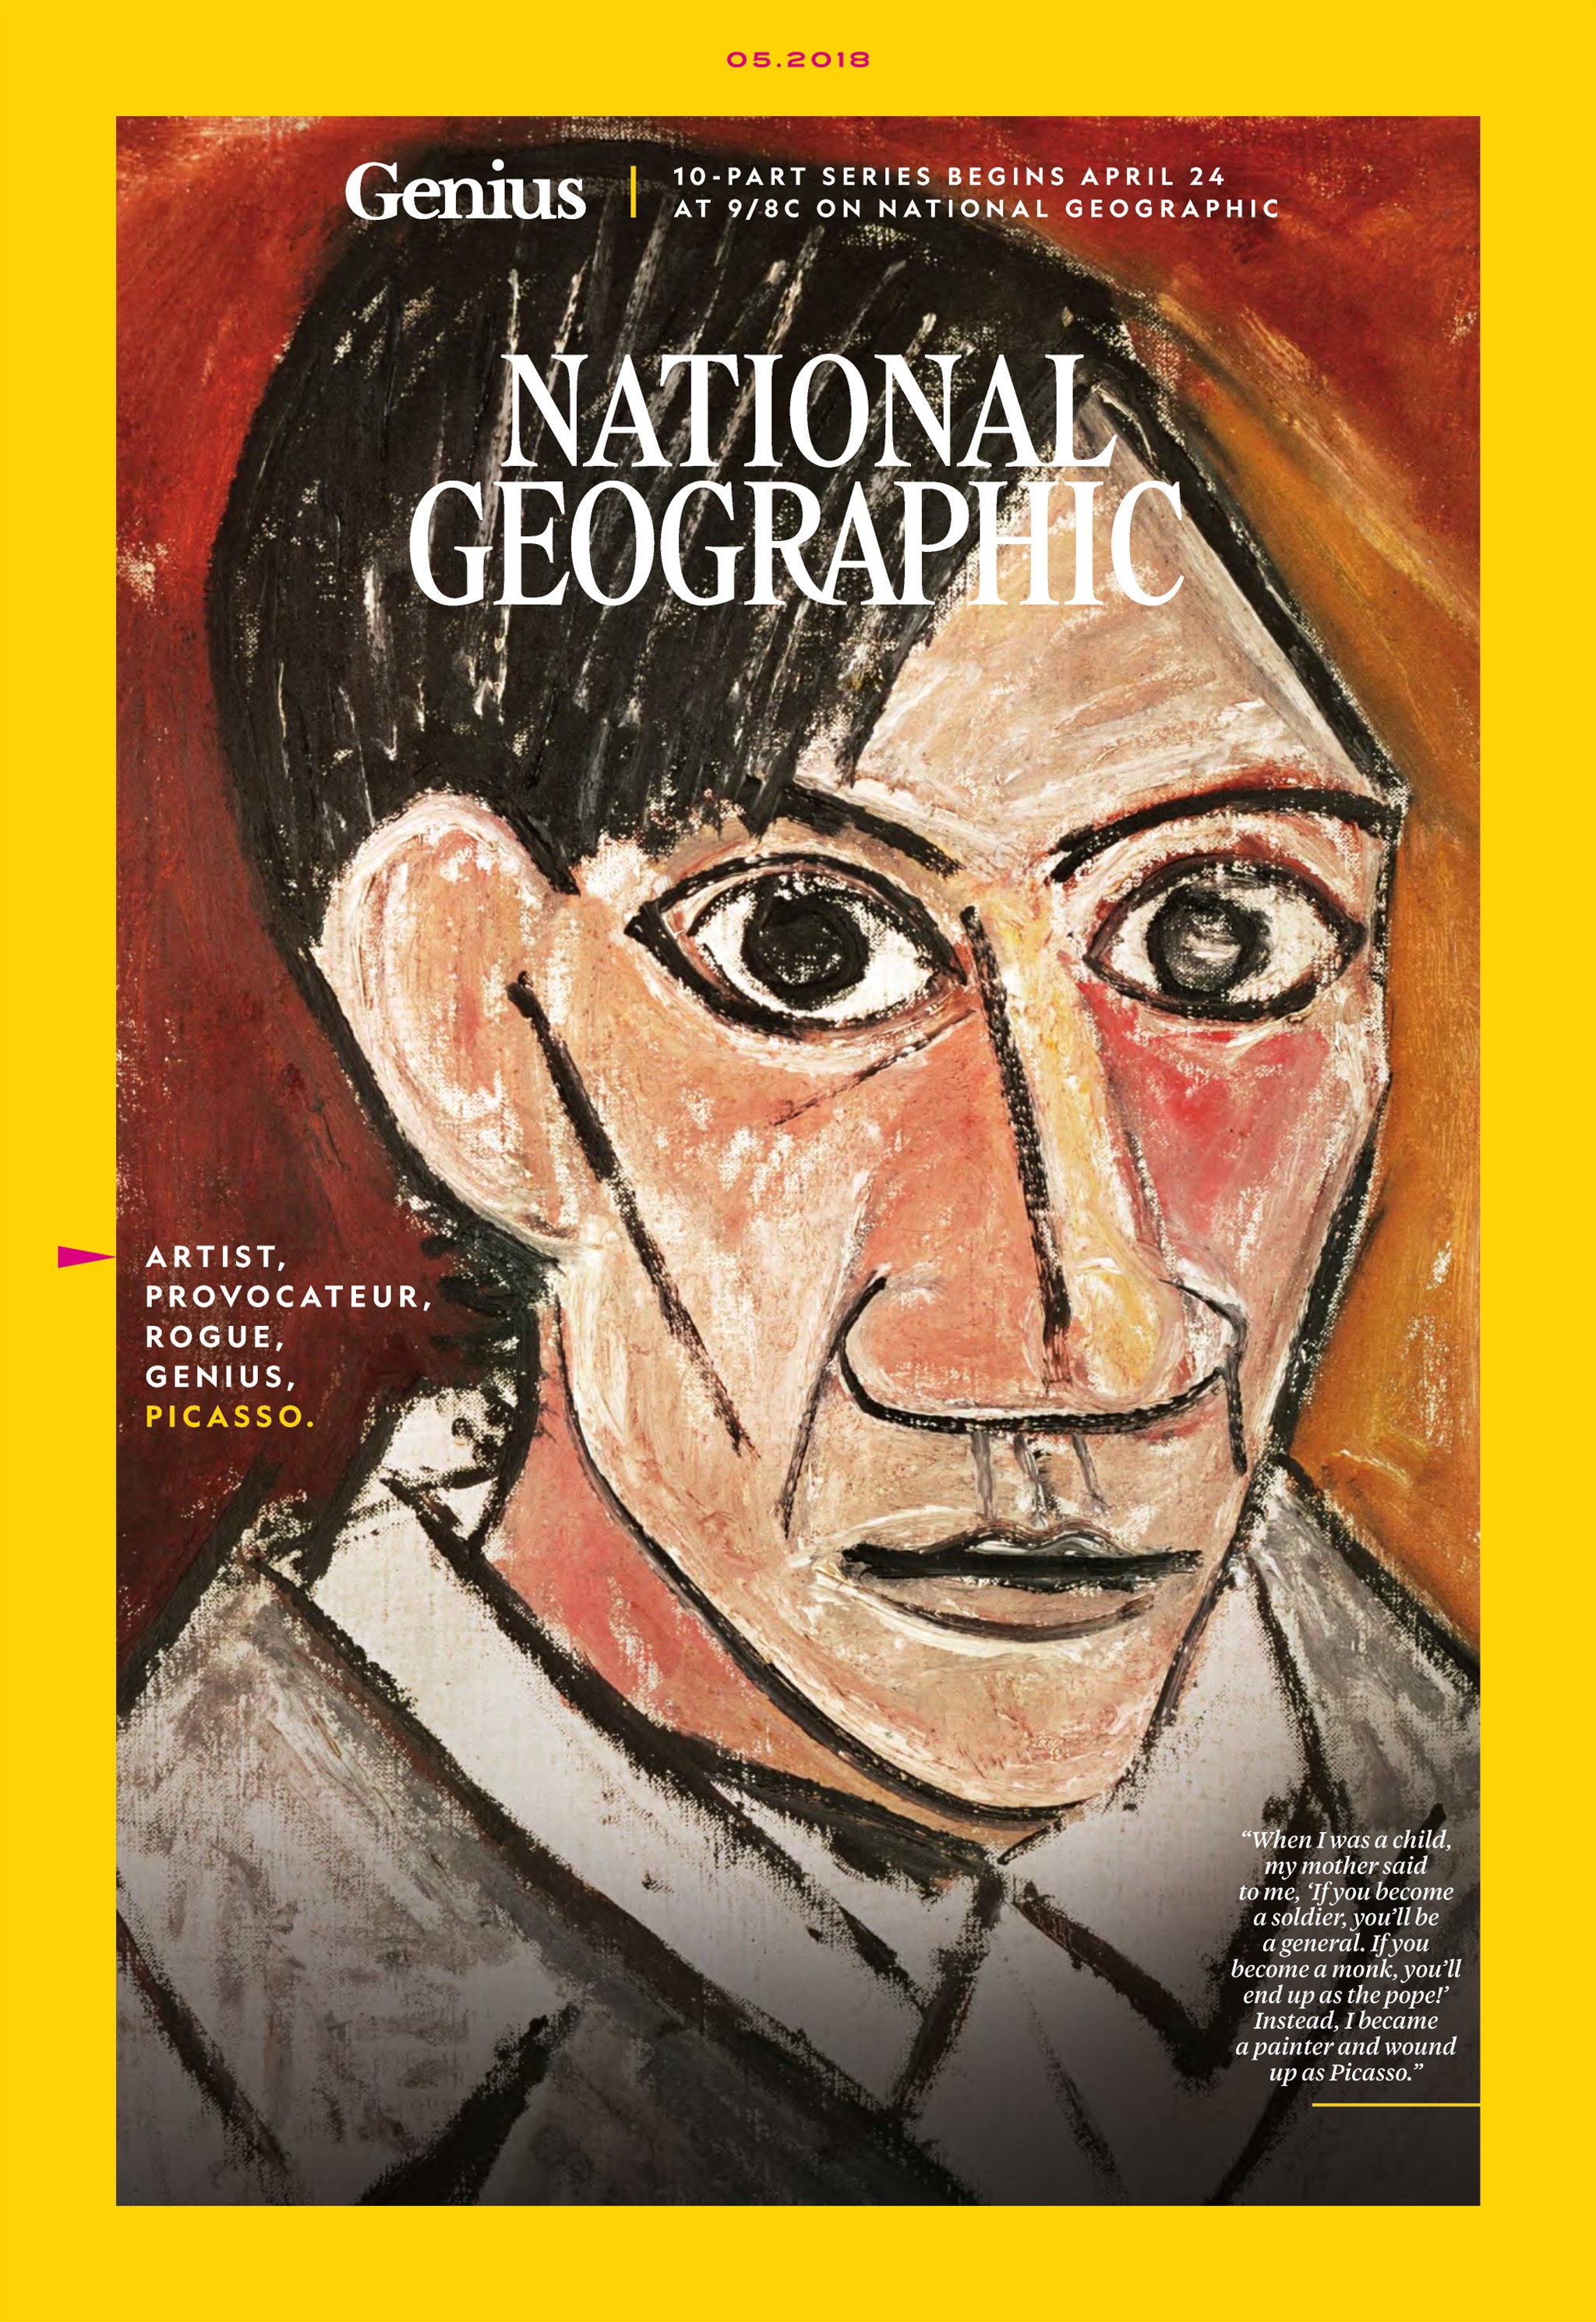 05.2018
Genius
10-PART SERIES BEGINS APRIL 24
AT 9/8C ON NATIONAL GEOGRAPHIC
NATIONAL
GEOGRAPHIC
ARTIST,
PROVOCATEUR,
ROGUE,
GENIUS,
PICASSO.
“When I was a child,
my mother said
to me, ‘If you become
a soldier, you’ll be
a general. If you
become a monk, you’ll
end up as the pope!’
Instead, I became
a painter and wound
up as Picasso.”